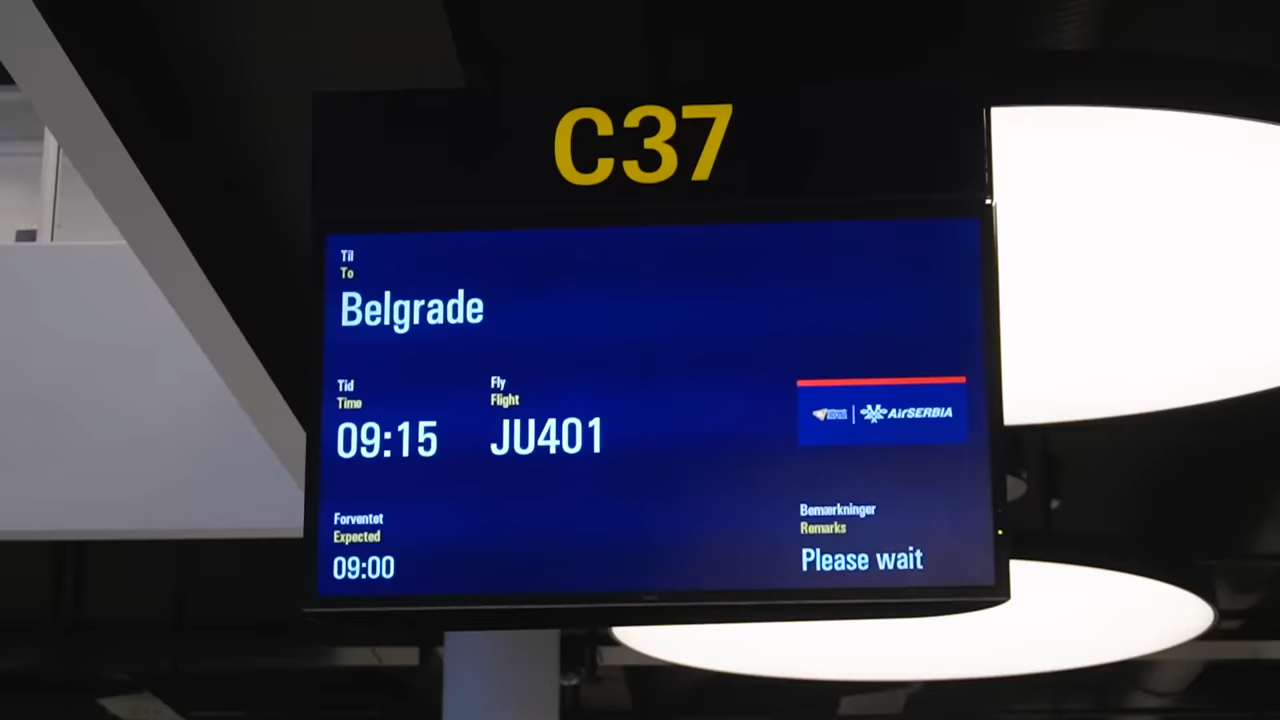 C37
Til
To
Belgrade
Tid
Time
09:15
Fly
Flight
JU401
AirSERBIA
Forventet
Expected
09:00
Bemærkninger
Remarks
Please wait